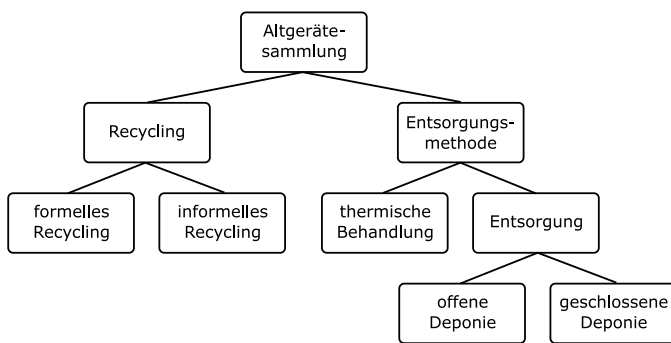 Altgeräte-
sammlung
Recycling
Entsorgungs-
methode
formelles
Recycling
informelles
Recycling
thermische
Behandlung
Entsorgung
offene
Deponie
geschlossene
Deponie